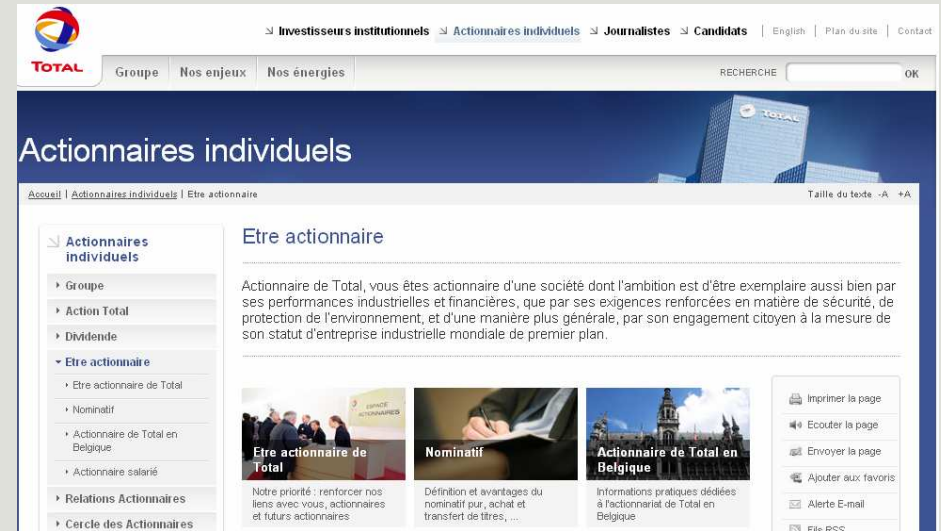 Investisseurs institutionnels Actionnaires individuels Journalistes Candidats | English | Plan du site | Contact
TOTAL
Groupe Nos enjeux Nos énergies RECHERCHE OK
TOTAL
Actionnaires individuels
Accueil | Actionnaires individuels | Etre actionnaire Taille du texte -A +A
Actionnaires
individuels
Groupe
Action Total
Dividende
Etre actionnaire
Etre actionnaire de Total
Nominatif
Actionnaire de Total en
Belgique
Actionnaire salarié
Relations Actionnaires
Cercle des Actionnaires
Etre actionnaire
Actionnaire de Total, vous êtes actionnaire d'une société dont l'ambition est d'être exemplaire aussi bien par
ses performances industrielles et financières, que par ses exigences renforcées en matière de sécurité, de
protection de l'environnement, et d'une manière plus générale, par son engagement citoyen à la mesure de
son statut d'entreprise industrielle mondiale de premier plan.
ESPACE
ACTIONNAIRES
Etre actionnaire de
Total
Notre priorité : renforcer nos
liens avec vous, actionnaires
et futurs actionnaires
Nominatif
Définition et avantages du
nominatif pur, achat et
transfert de titres, ...
Actionnaire de Total en
Belgique
Informations pratiques dédiées
à l'actionnariat de Total en
Belgique
Imprimer la page
Ecouter la page
Envoyer la page
Ajouter aux favoris
Alerte E-mail
Fils RSS